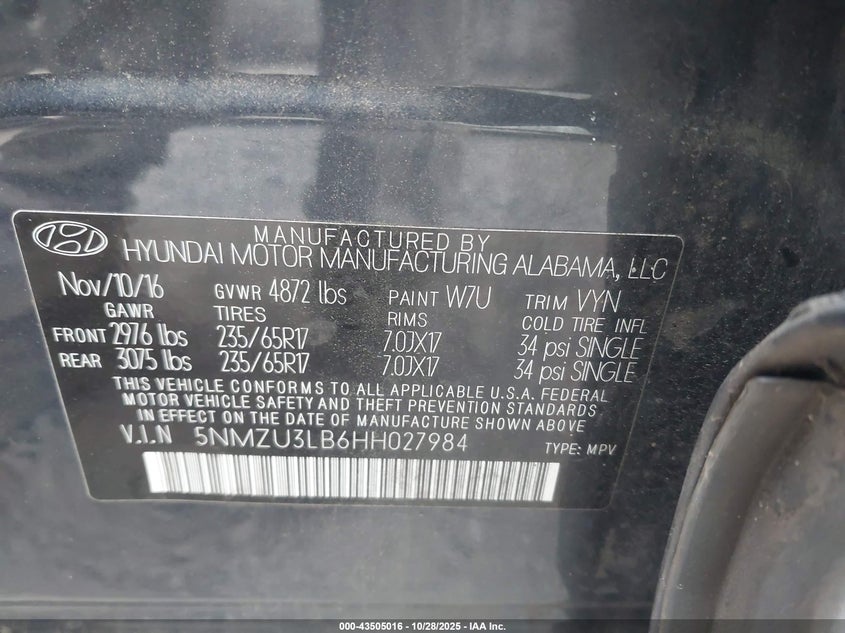 MANUFACTURED BY
HYUNDAI MOTOR MANUFACTURING ALABAMA, LLC
Nov/10/16 GVWR 4872 lbs PAINT W7U TRIM VYN
GAWR TIRES RIMS COLD TIRE INFL
FRONT 2976 lbs 235/65R17 7.0JX17 34 psi SINGLE
REAR 3075 lbs 235/65R17 7.0JX17 34 psi SINGLE
THIS VEHICLE CONFORMS TO ALL APPLICABLE U.S.A. FEDERAL
MOTOR VEHICLE SAFETY AND THEFT PREVENTION STANDARDS
IN EFFECT ON THE DATE OF MANUFACTURE SHOWN ABOVE
V.I.N 5NMZU3LB6HH027984 TYPE: MPV
000-43505016 - 10/28/2025 - IAA Inc.